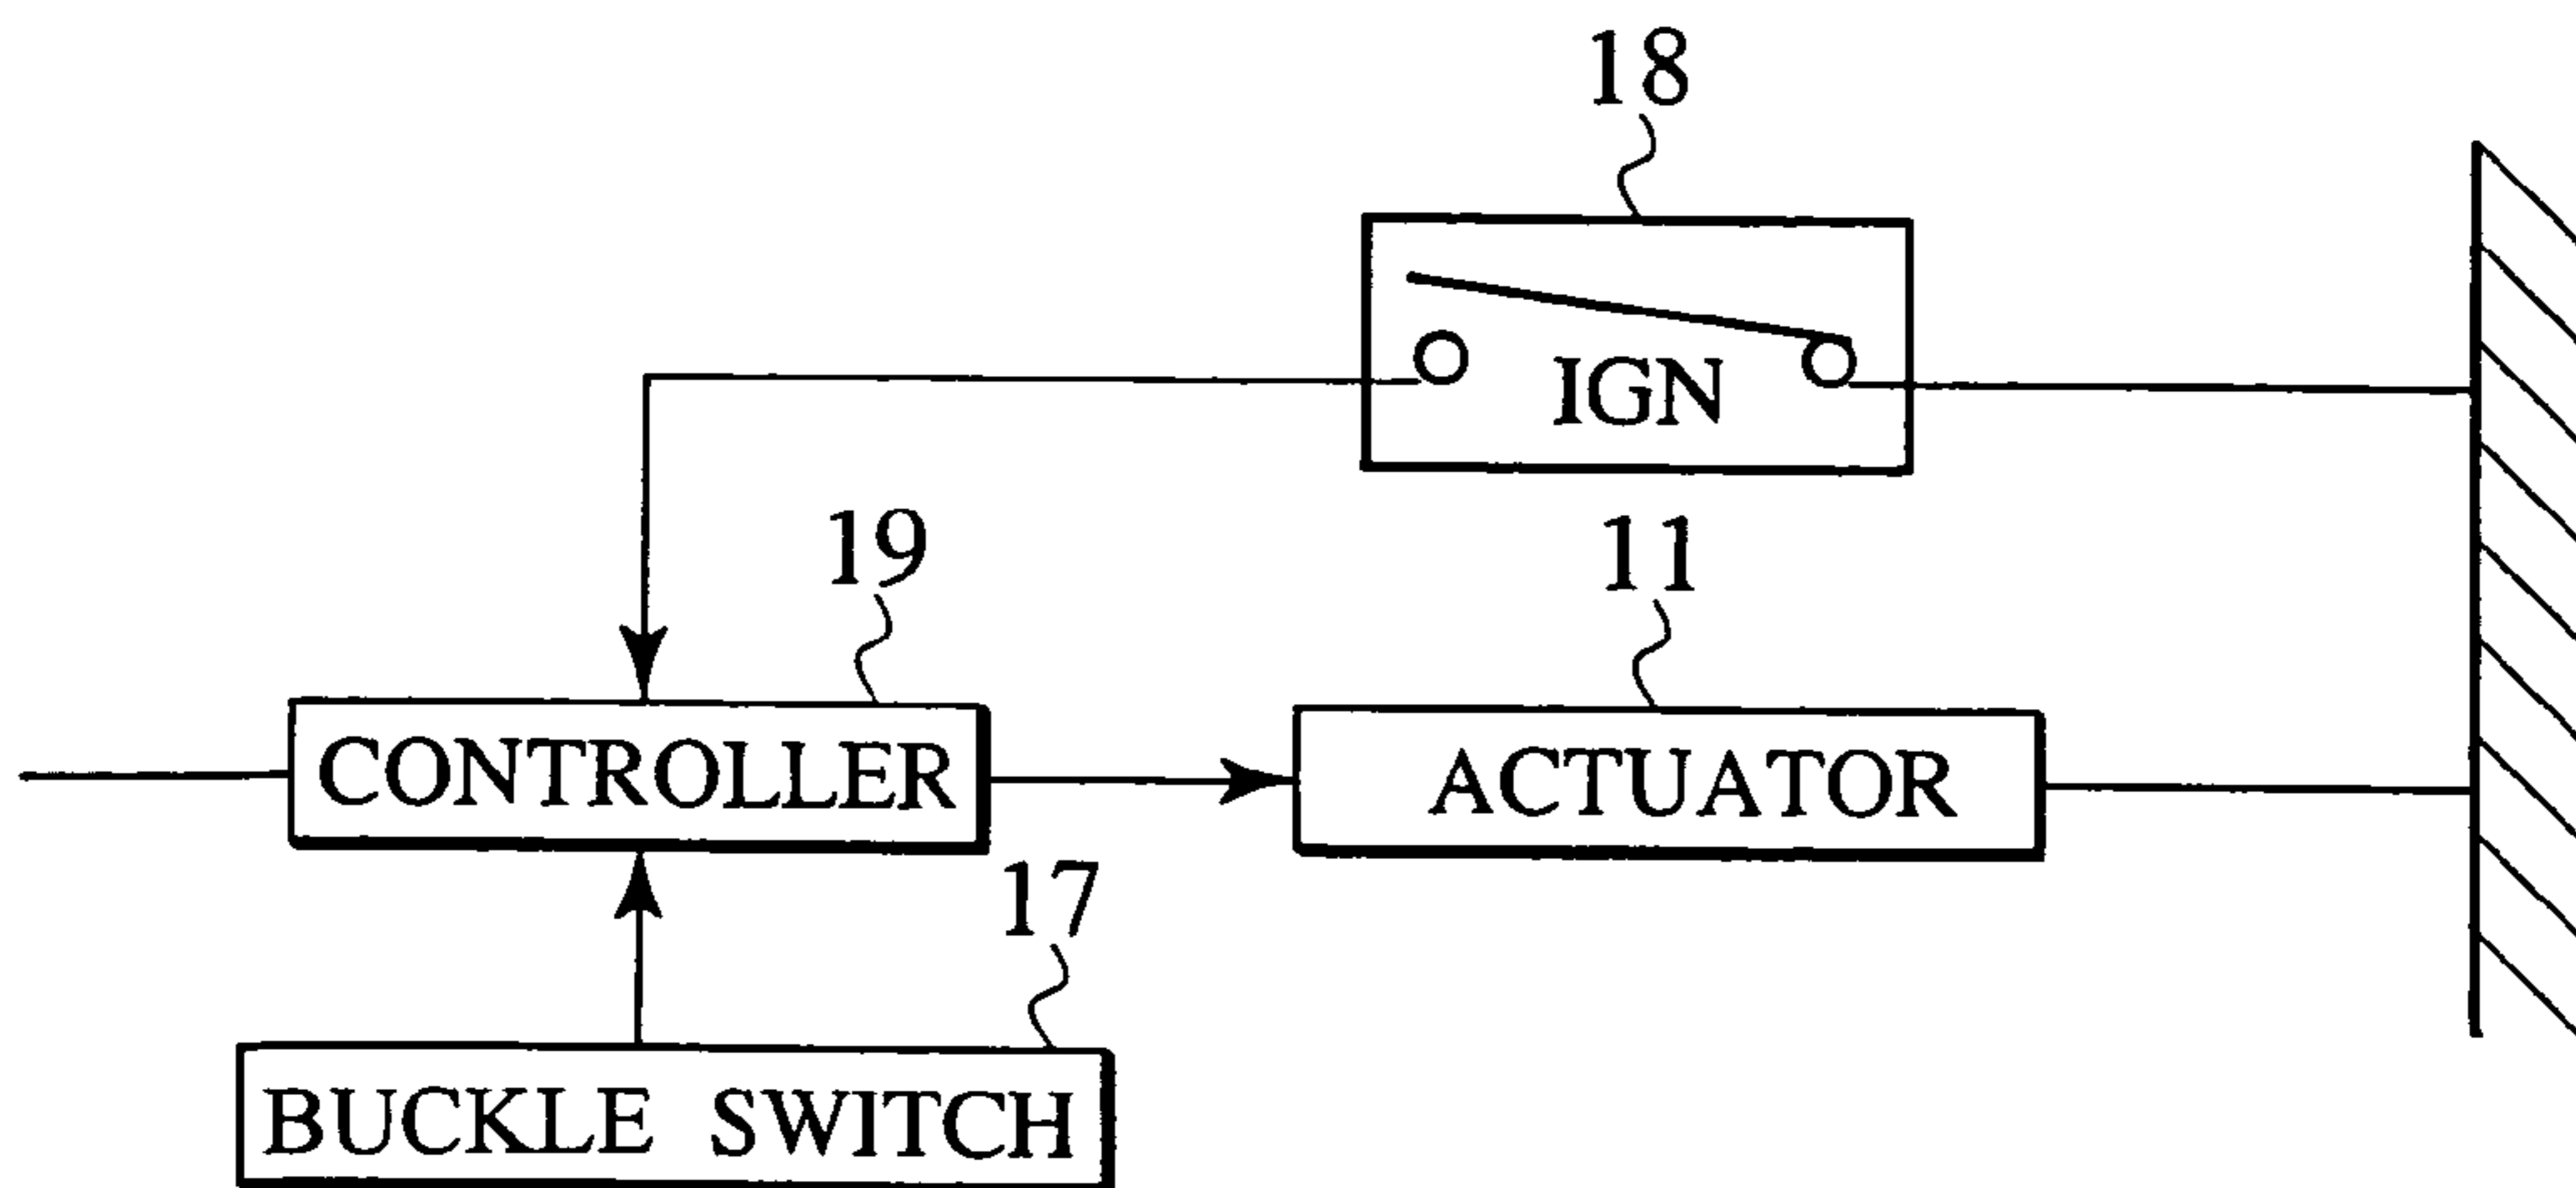 18
IGN
19
11
CONTROLLER
ACTUATOR
17
BUCKLE SWITCH